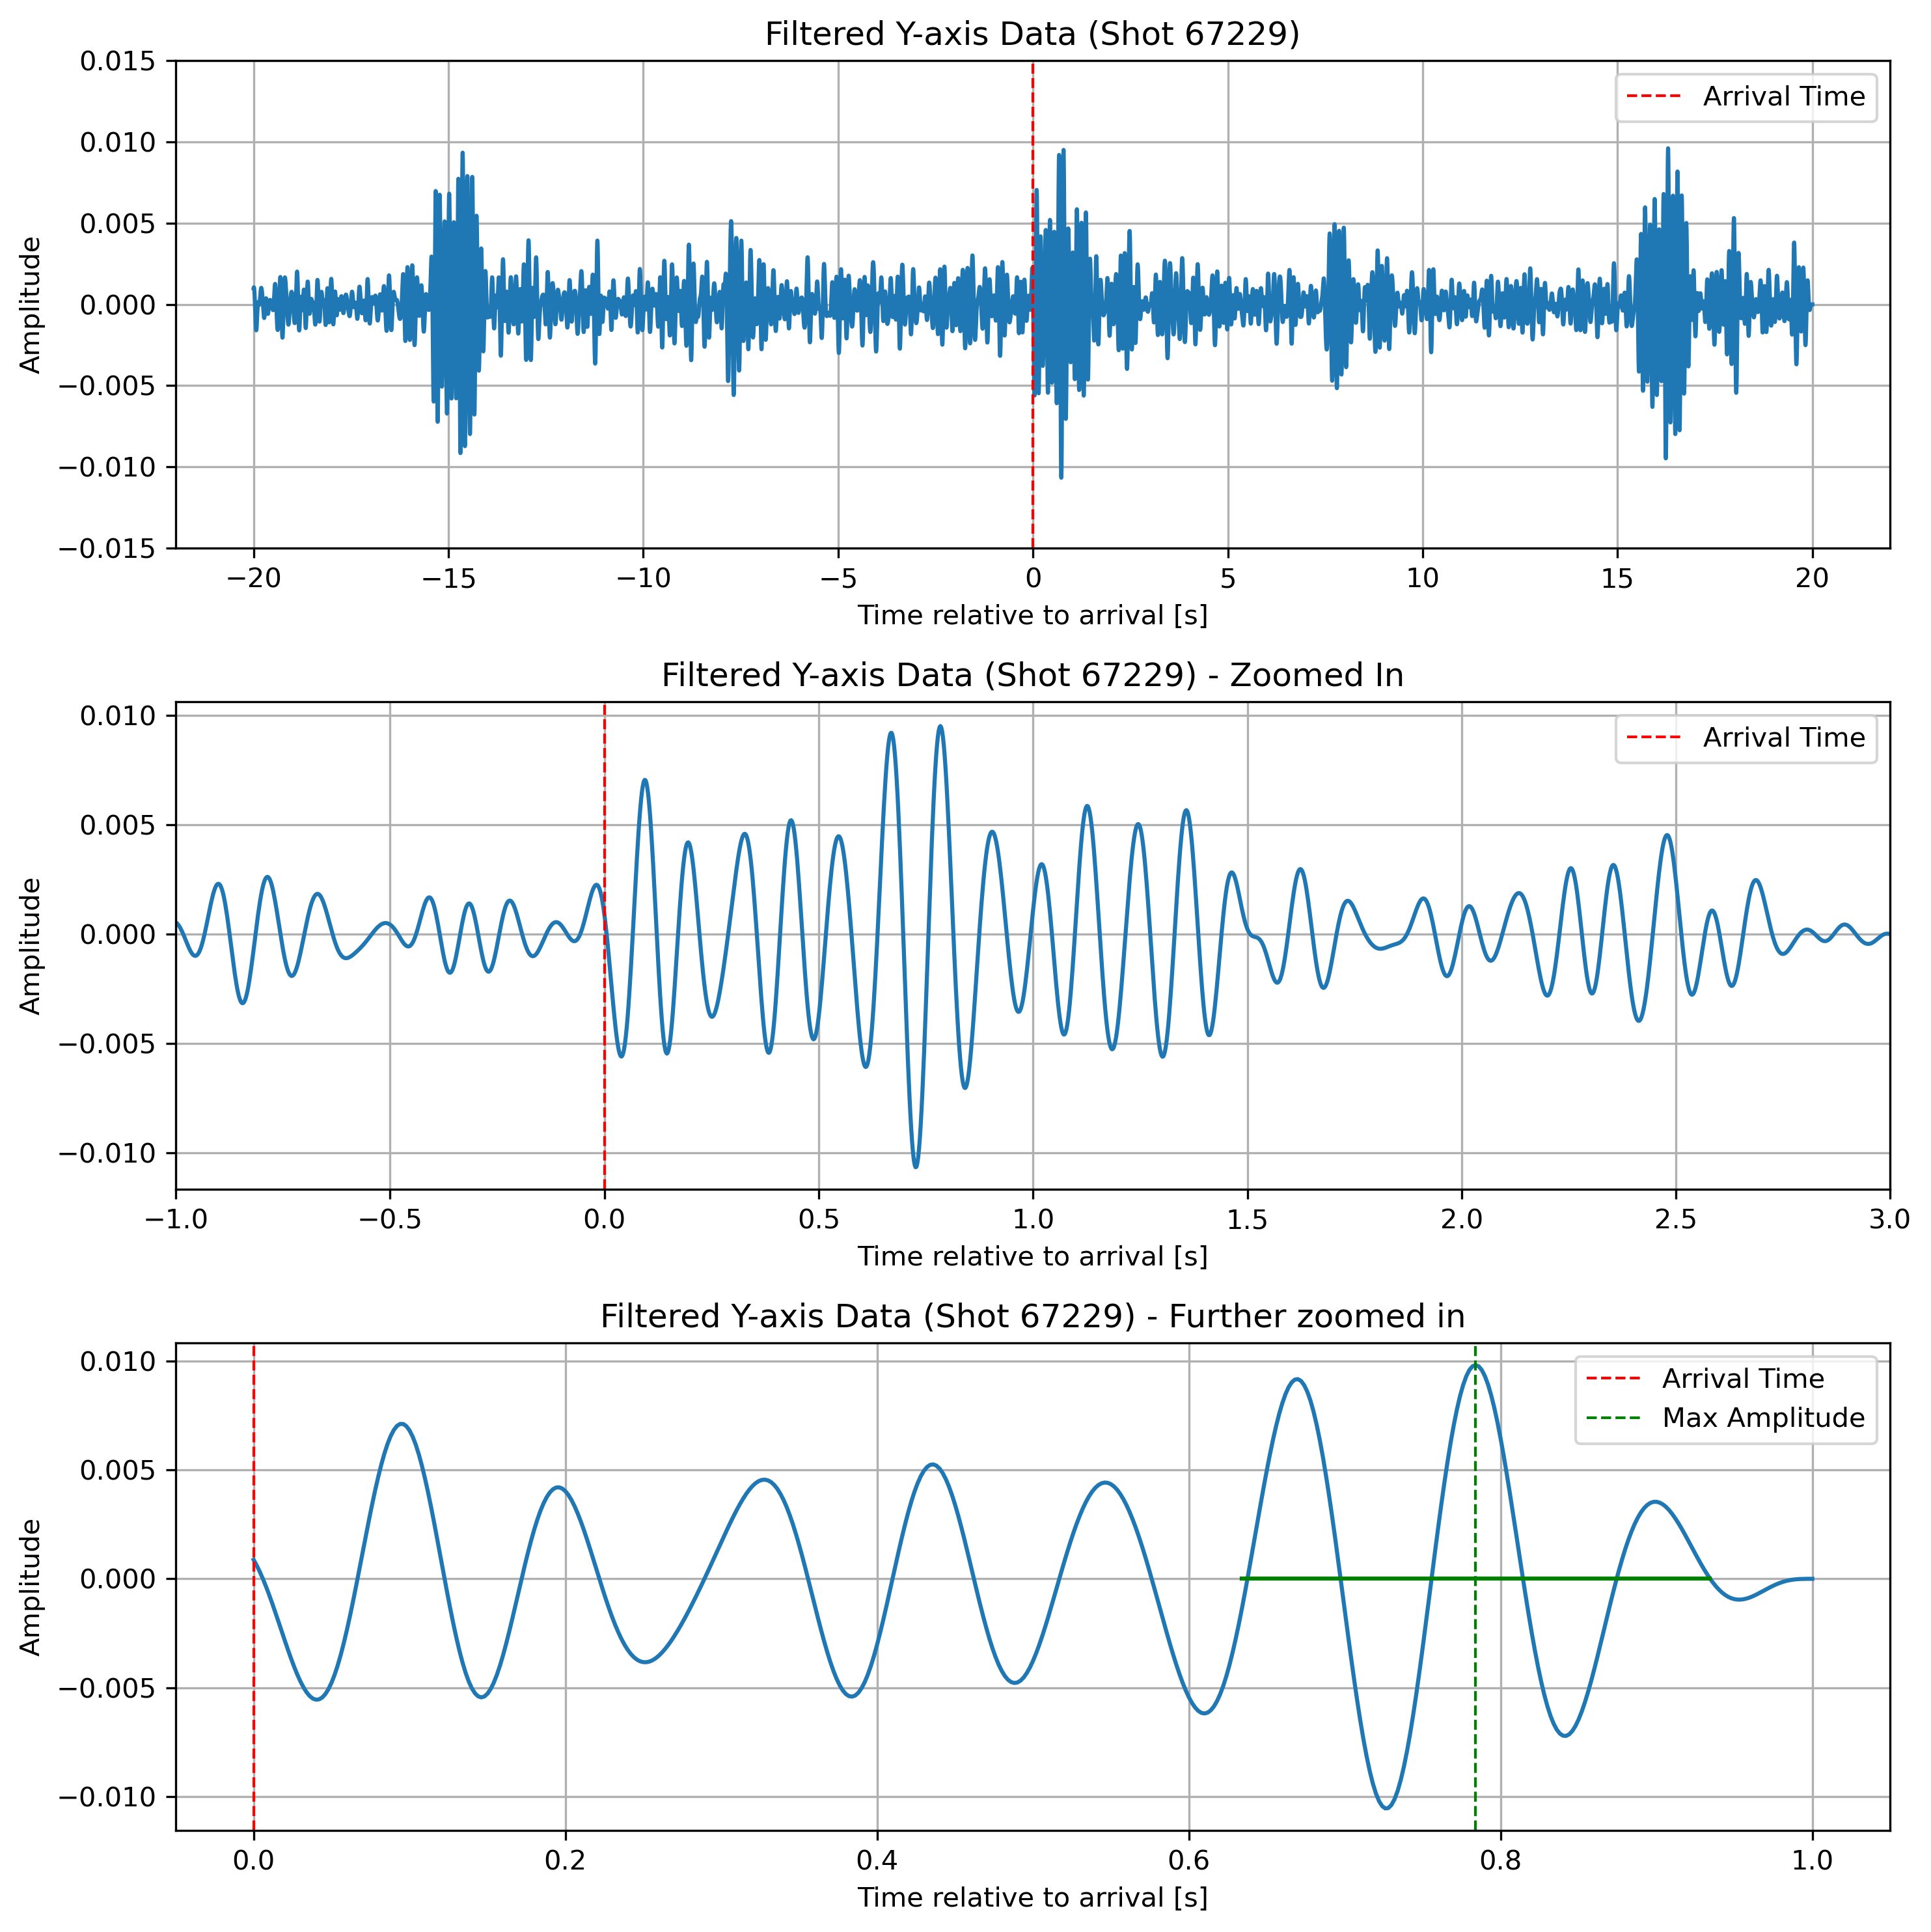 Filtered Y-axis Data (Shot 67229)
0.015
0.010
0.005
0.000
−0.005
−0.010
−0.015
Amplitude
Arrival Time
−20 −15 −10 −5 0 5 10 15 20
Time relative to arrival [s]
Filtered Y-axis Data (Shot 67229) - Zoomed In
0.010
0.005
0.000
−0.005
−0.010
Amplitude
Arrival Time
−1.0 −0.5 0.0 0.5 1.0 1.5 2.0 2.5 3.0
Time relative to arrival [s]
Filtered Y-axis Data (Shot 67229) - Further zoomed in
0.010
0.005
0.000
−0.005
−0.010
Amplitude
Arrival Time
Max Amplitude
0.0 0.2 0.4 0.6 0.8 1.0
Time relative to arrival [s]